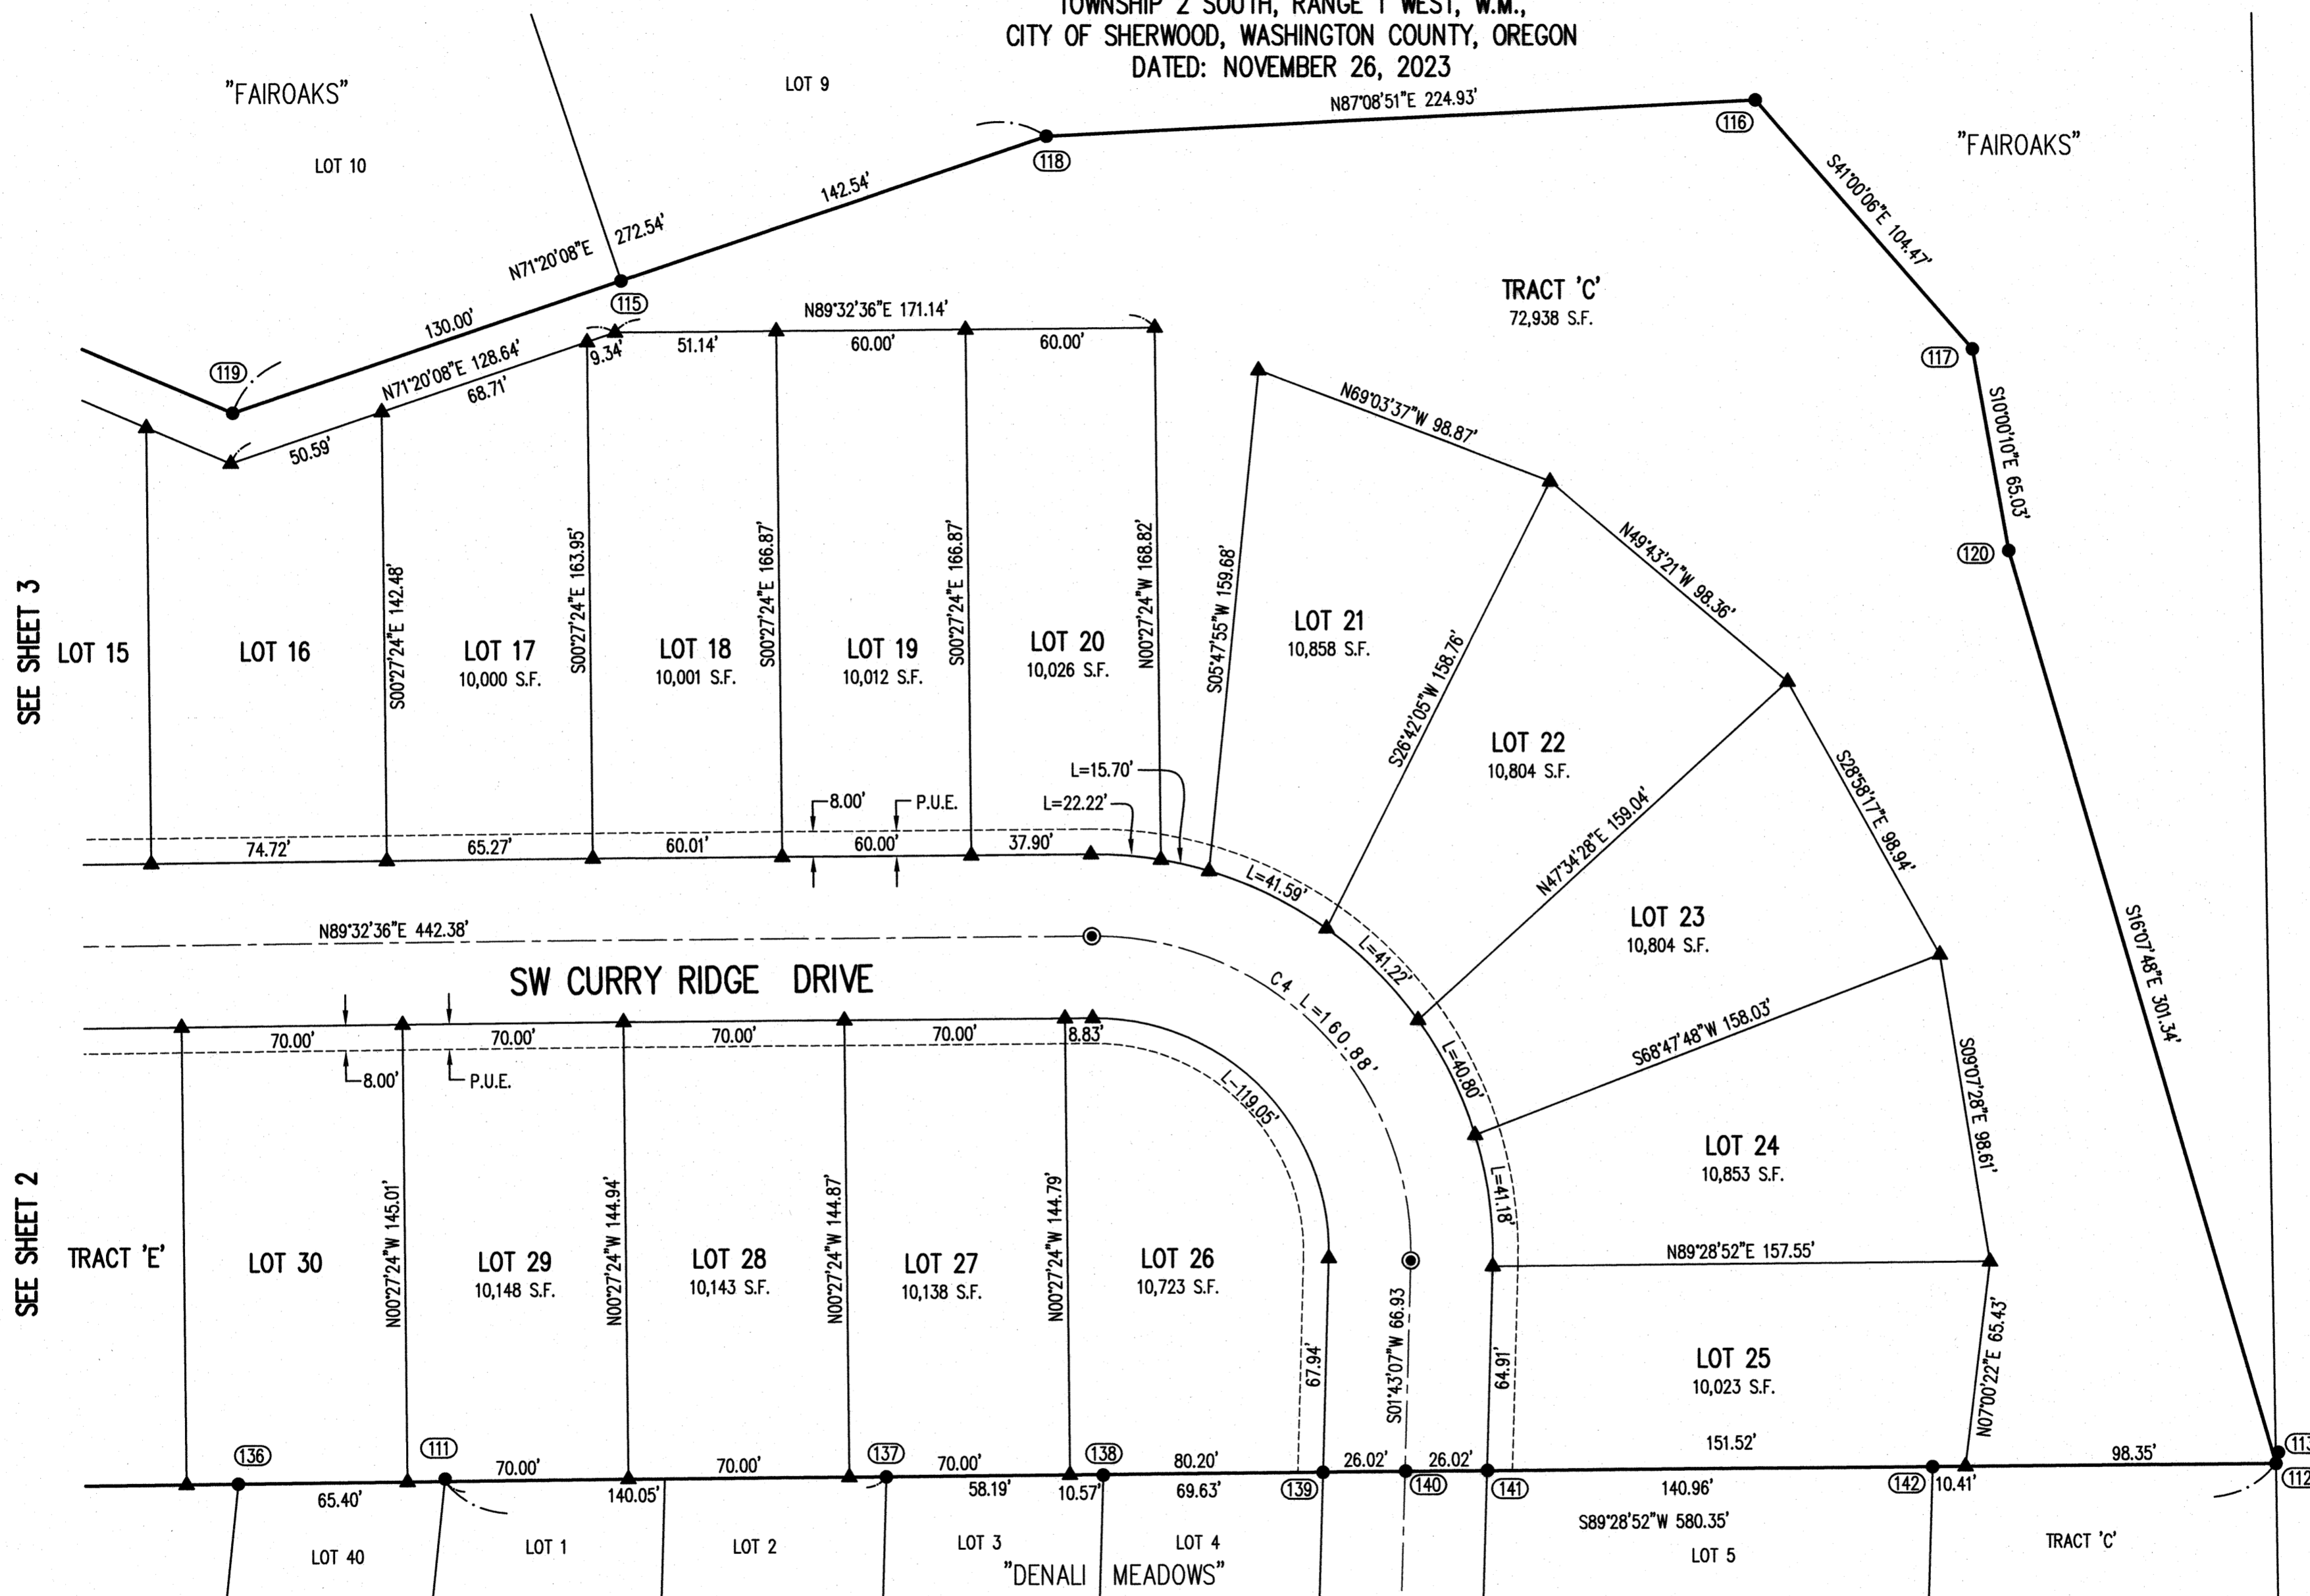 TOWNSHIP 2 SOUTH, RANGE 1 WEST, W.M.,
CITY OF SHERWOOD, WASHINGTON COUNTY, OREGON
DATED: NOVEMBER 26, 2023
"FAIROAKS"
LOT 9
LOT 10
"FAIROAKS"
N87°08'51"E 224.93'
116
118
142.54'
N71°20'08"E 272.54'
115
130.00'
119
N71°20'08"E 128.64'
68.71'
9.34'
50.59'
N89°32'36"E 171.14'
51.14'
60.00'
60.00'
TRACT 'C'
72,938 S.F.
S41°00'06"E 104.47'
117
S10°00'10"E 65.03'
120
S16°07'48"E 301.34'
N69°03'37"W 98.87'
N49°43'21"W 98.36'
S28°58'17"E 98.94'
S09°07'28"E 98.61'
N07°00'22"E 65.43'
SEE SHEET 3
LOT 15
LOT 16
S00°27'24"E 142.48'
LOT 17
10,000 S.F.
S00°27'24"E 163.95'
LOT 18
10,001 S.F.
S00°27'24"E 166.87'
LOT 19
10,012 S.F.
S00°27'24"E 166.87'
LOT 20
10,026 S.F.
N00°27'24"W 168.82'
S05°47'55"W 159.68'
LOT 21
10,858 S.F.
S26°42'05"W 158.76'
LOT 22
10,804 S.F.
N47°34'28"E 159.04'
LOT 23
10,804 S.F.
S68°47'48"W 158.03'
LOT 24
10,853 S.F.
N89°28'52"E 157.55'
LOT 25
10,023 S.F.
L=15.70'
L=22.22'
8.00'
P.U.E.
74.72'
65.27'
60.01'
60.00'
37.90'
L=41.59'
L=41.22'
L=40.80'
L=41.18'
N89°32'36"E 442.38'
SW CURRY RIDGE DRIVE
C4 L=160.88'
70.00'
70.00'
70.00'
70.00'
8.83'
8.00'
P.U.E.
L-119.05'
SEE SHEET 2
TRACT 'E'
LOT 30
N00°27'24"W 145.01'
LOT 29
10,148 S.F.
N00°27'24"W 144.94'
LOT 28
10,143 S.F.
N00°27'24"W 144.87'
LOT 27
10,138 S.F.
N00°27'24"W 144.79'
LOT 26
10,723 S.F.
67.94'
S01°43'07"W 66.93
64.91'
136
111
137
138
139
140
141
142
113
112
70.00'
70.00'
70.00'
80.20'
26.02'
26.02'
151.52'
98.35'
65.40'
140.05'
58.19'
10.57'
69.63'
140.96'
10.41'
S89°28'52"W 580.35'
LOT 40
LOT 1
LOT 2
LOT 3
LOT 4
LOT 5
TRACT 'C'
"DENALI MEADOWS"